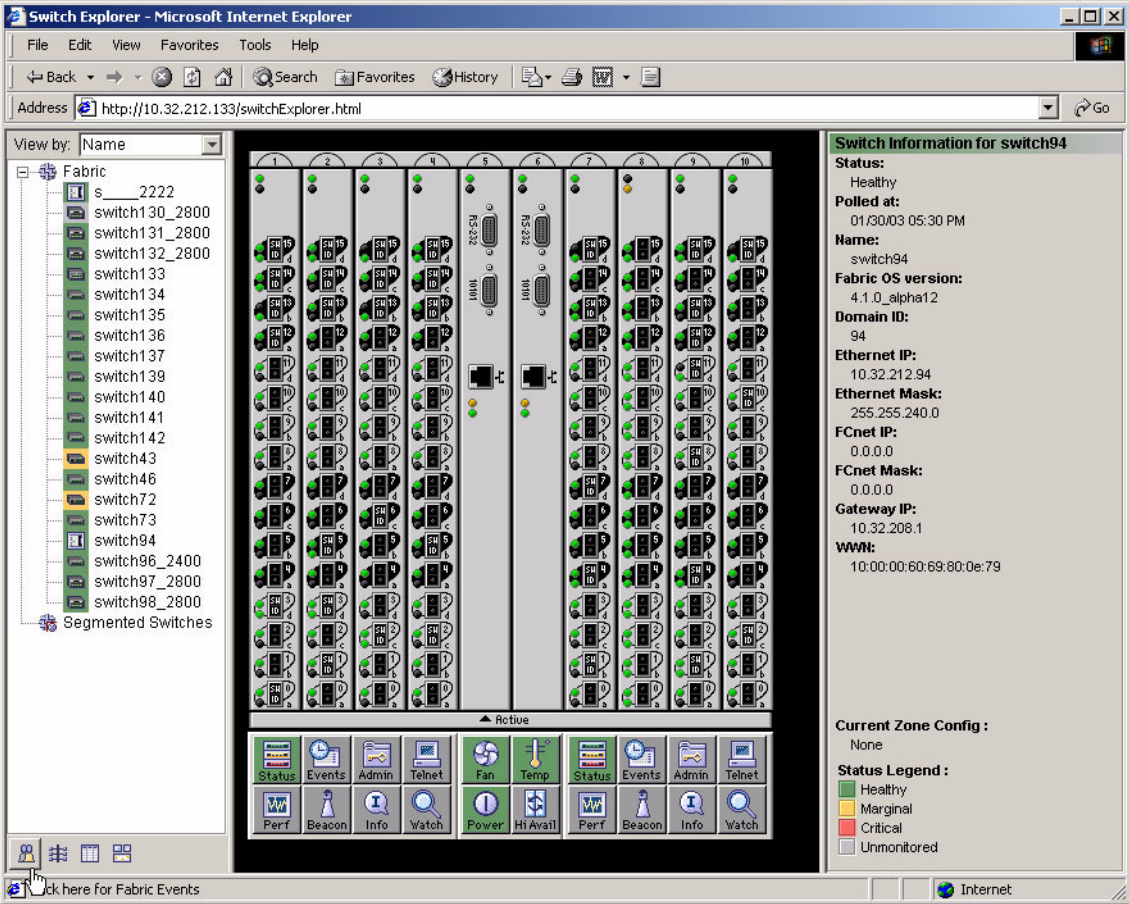 Switch Explorer - Microsoft Internet Explorer
File Edit View Favorites Tools Help
Back Search Favorites History
Address http://10.32.212.133/switchExplorer.html Go
View by: Name
Fabric
s____2222
switch130_2800
switch131_2800
switch132_2800
switch133
switch134
switch135
switch136
switch137
switch139
switch140
switch141
switch142
switch43
switch46
switch72
switch73
switch94
switch96_2400
switch97_2800
switch98_2800
Segmented Switches
1 2 3 4 5 6 7 8 9 10
RS-232 RS-232
10101 10101
Active
Status Events Admin Telnet Fan Temp Status Events Admin Telnet
Perf Beacon Info Watch Power Hi Avail Perf Beacon Info Watch
Switch Information for switch94
Status:
Healthy
Polled at:
01/30/03 05:30 PM
Name:
switch94
Fabric OS version:
4.1.0_alpha12
Domain ID:
94
Ethernet IP:
10.32.212.94
Ethernet Mask:
255.255.240.0
FCnet IP:
0.0.0.0
FCnet Mask:
0.0.0.0
Gateway IP:
10.32.208.1
WWN:
10:00:00:60:69:80:0e:79
Current Zone Config :
None
Status Legend :
Healthy
Marginal
Critical
Unmonitored
ck here for Fabric Events
Internet